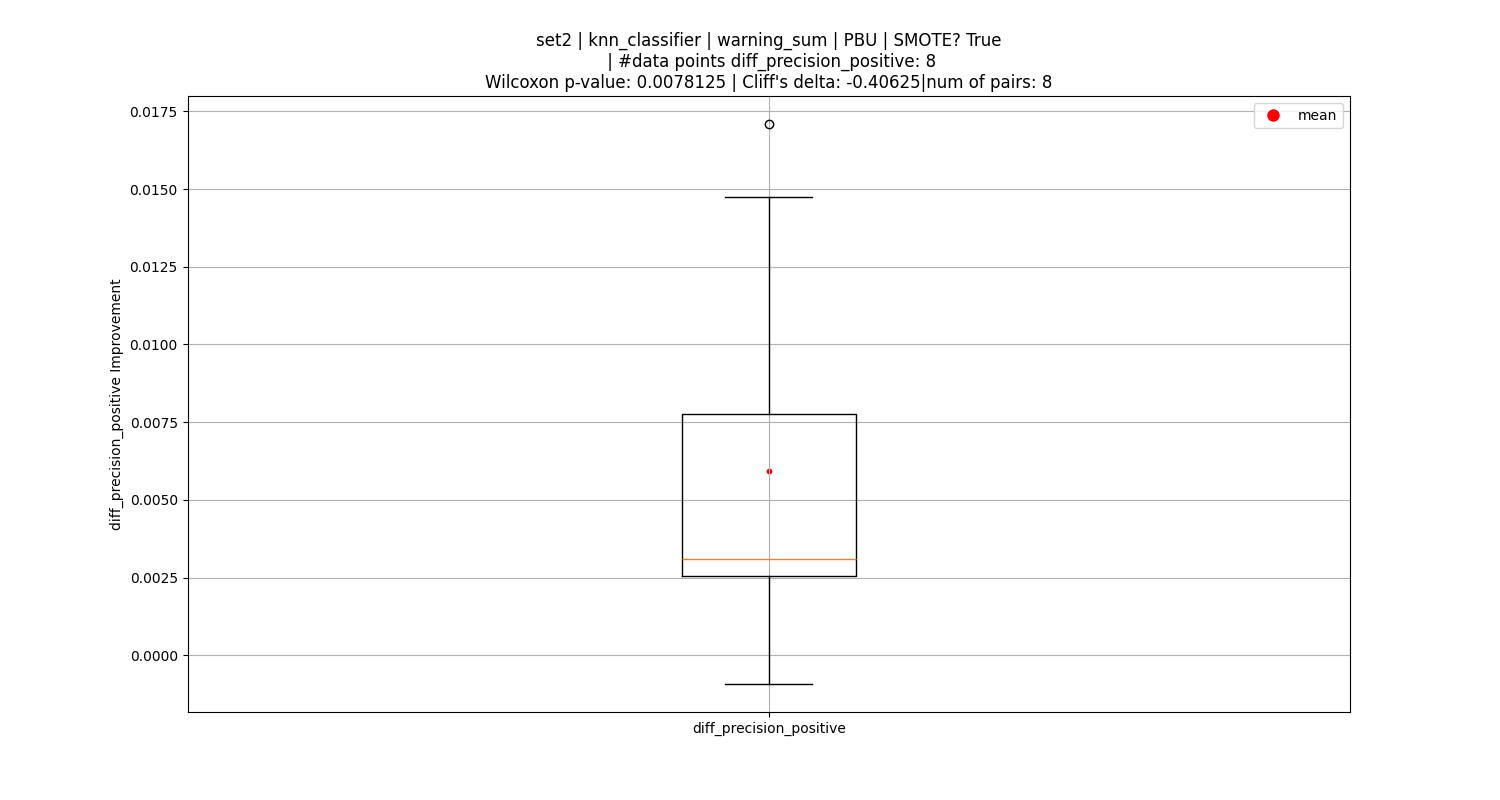 set2 | knn_classifier | warning_sum | PBU | SMOTE? True
| #data points diff_precision_positive: 8
Wilcoxon p-value: 0.0078125 | Cliff's delta: -0.40625|num of pairs: 8
mean
0.0175
0.0150
0.0125
0.0100
0.0075
0.0050
0.0025
0.0000
diff_precision_positive Improvement
diff_precision_positive